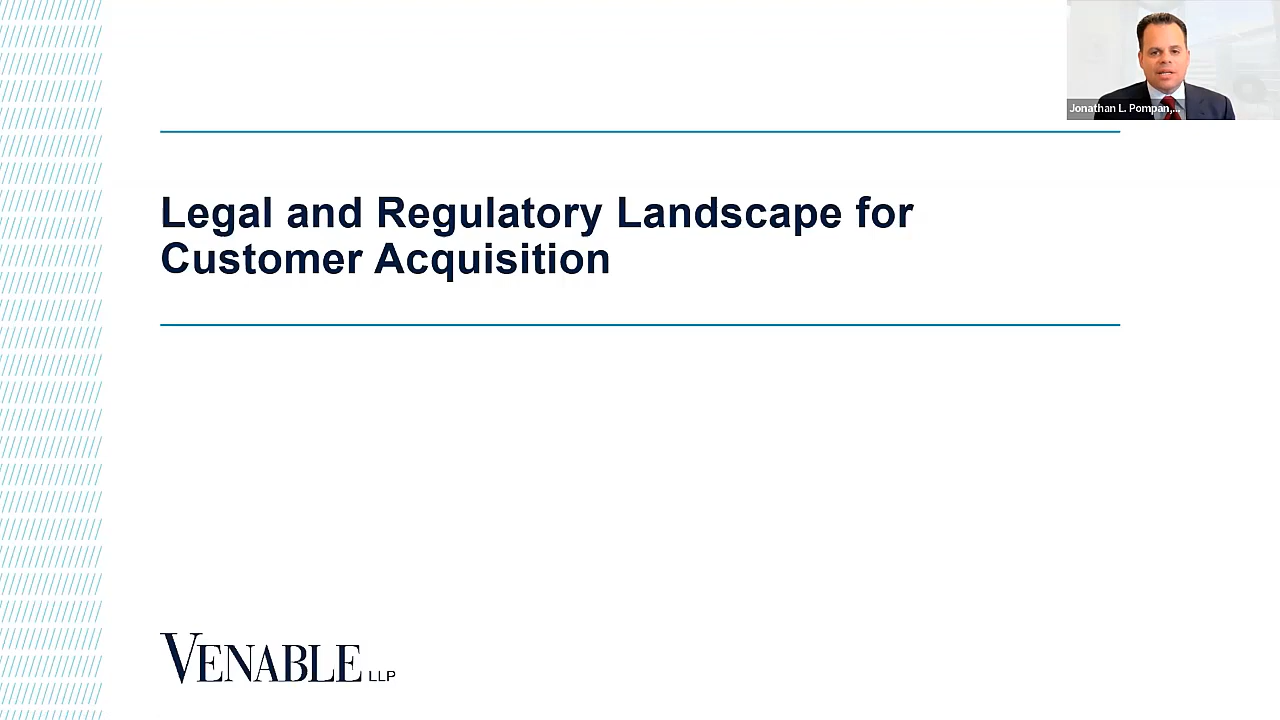 Jonathan L. Pompan,...
Legal and Regulatory Landscape for
Customer Acquisition
VENABLE LLP